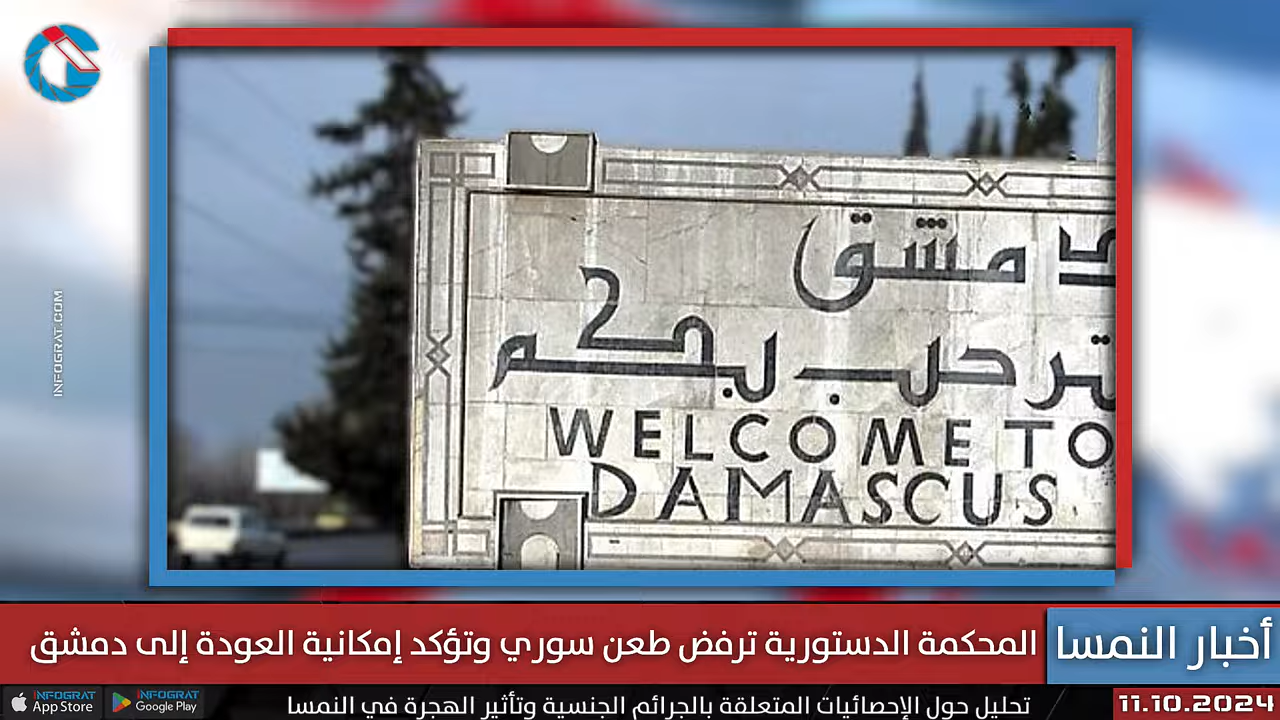 INFOGRAT.COM
دمشق
ترحب بكم
WELCOME TO
DAMASCUS
أخبار النمسا
المحكمة الدستورية ترفض طعن سوري وتؤكد إمكانية العودة إلى دمشق
11.10.2024
تحليل حول الإحصائيات المتعلقة بالجرائم الجنسية وتأثير الهجرة في النمسا
INFOGRAT
Google Play
INFOGRAT
App Store